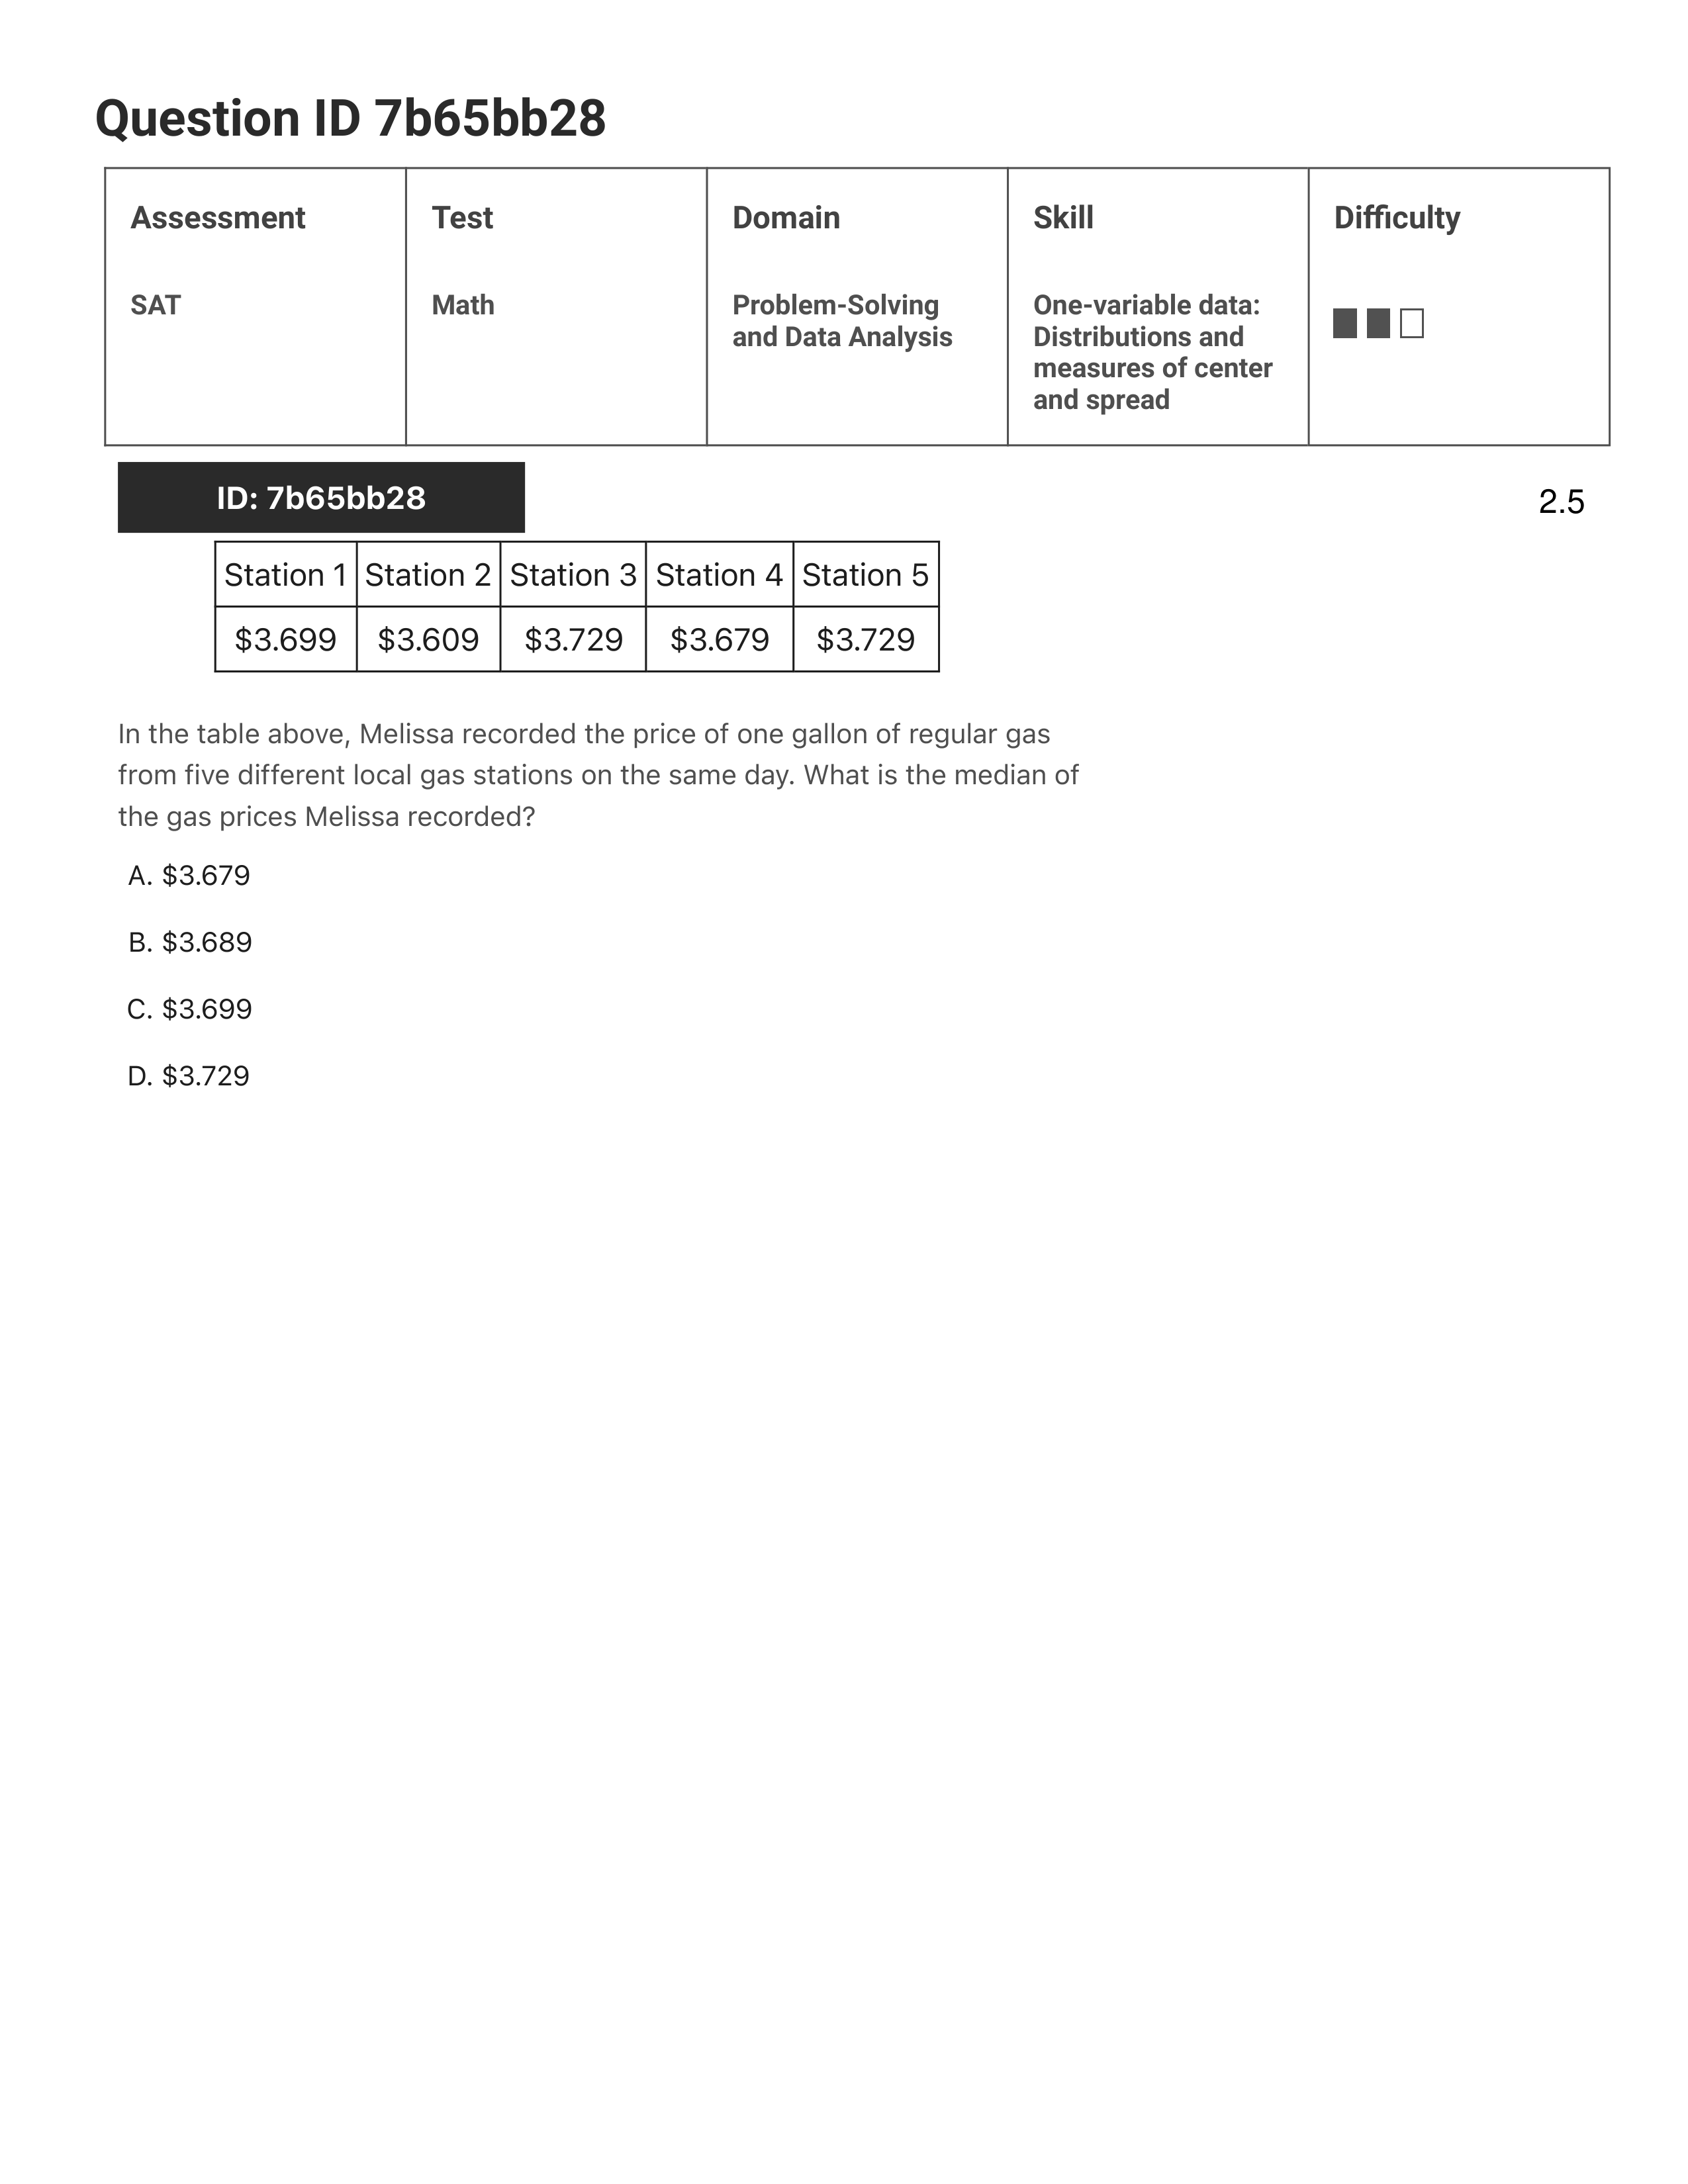 Question ID 7b65bb28
Assessment Test Domain Skill Difficulty
SAT Math Problem-Solving and Data Analysis One-variable data: Distributions and measures of center and spread
ID: 7b65bb28 2.5
Station 1 Station 2 Station 3 Station 4 Station 5
$3.699 $3.609 $3.729 $3.679 $3.729
In the table above, Melissa recorded the price of one gallon of regular gas
from five different local gas stations on the same day. What is the median of
the gas prices Melissa recorded?
A. $3.679
B. $3.689
C. $3.699
D. $3.729